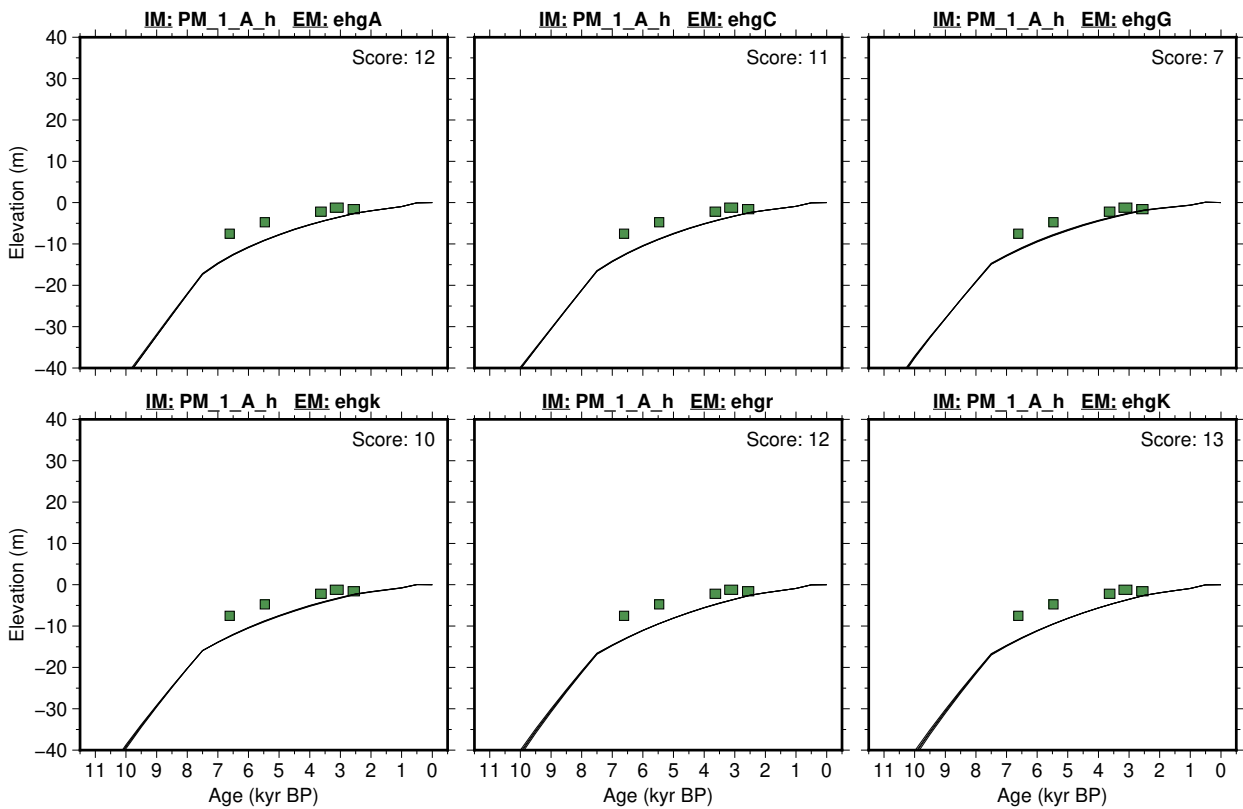 IM: PM_1_A_h EM: ehgA
IM: PM_1_A_h EM: ehgC
IM: PM_1_A_h EM: ehgG
Score: 12
Score: 11
Score: 7
40
30
20
10
0
−10
−20
−30
−40
Elevation (m)
IM: PM_1_A_h EM: ehgk
IM: PM_1_A_h EM: ehgr
IM: PM_1_A_h EM: ehgK
Score: 10
Score: 12
Score: 13
40
30
20
10
0
−10
−20
−30
−40
Elevation (m)
11 10 9 8 7 6 5 4 3 2 1 0
11 10 9 8 7 6 5 4 3 2 1 0
11 10 9 8 7 6 5 4 3 2 1 0
Age (kyr BP)
Age (kyr BP)
Age (kyr BP)